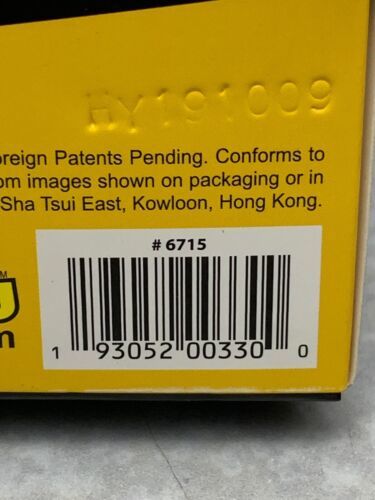 HY191009
oreign Patents Pending. Conforms to
om images shown on packaging or in
Sha Tsui East, Kowloon, Hong Kong.
# 6715
1 93052 00330 0